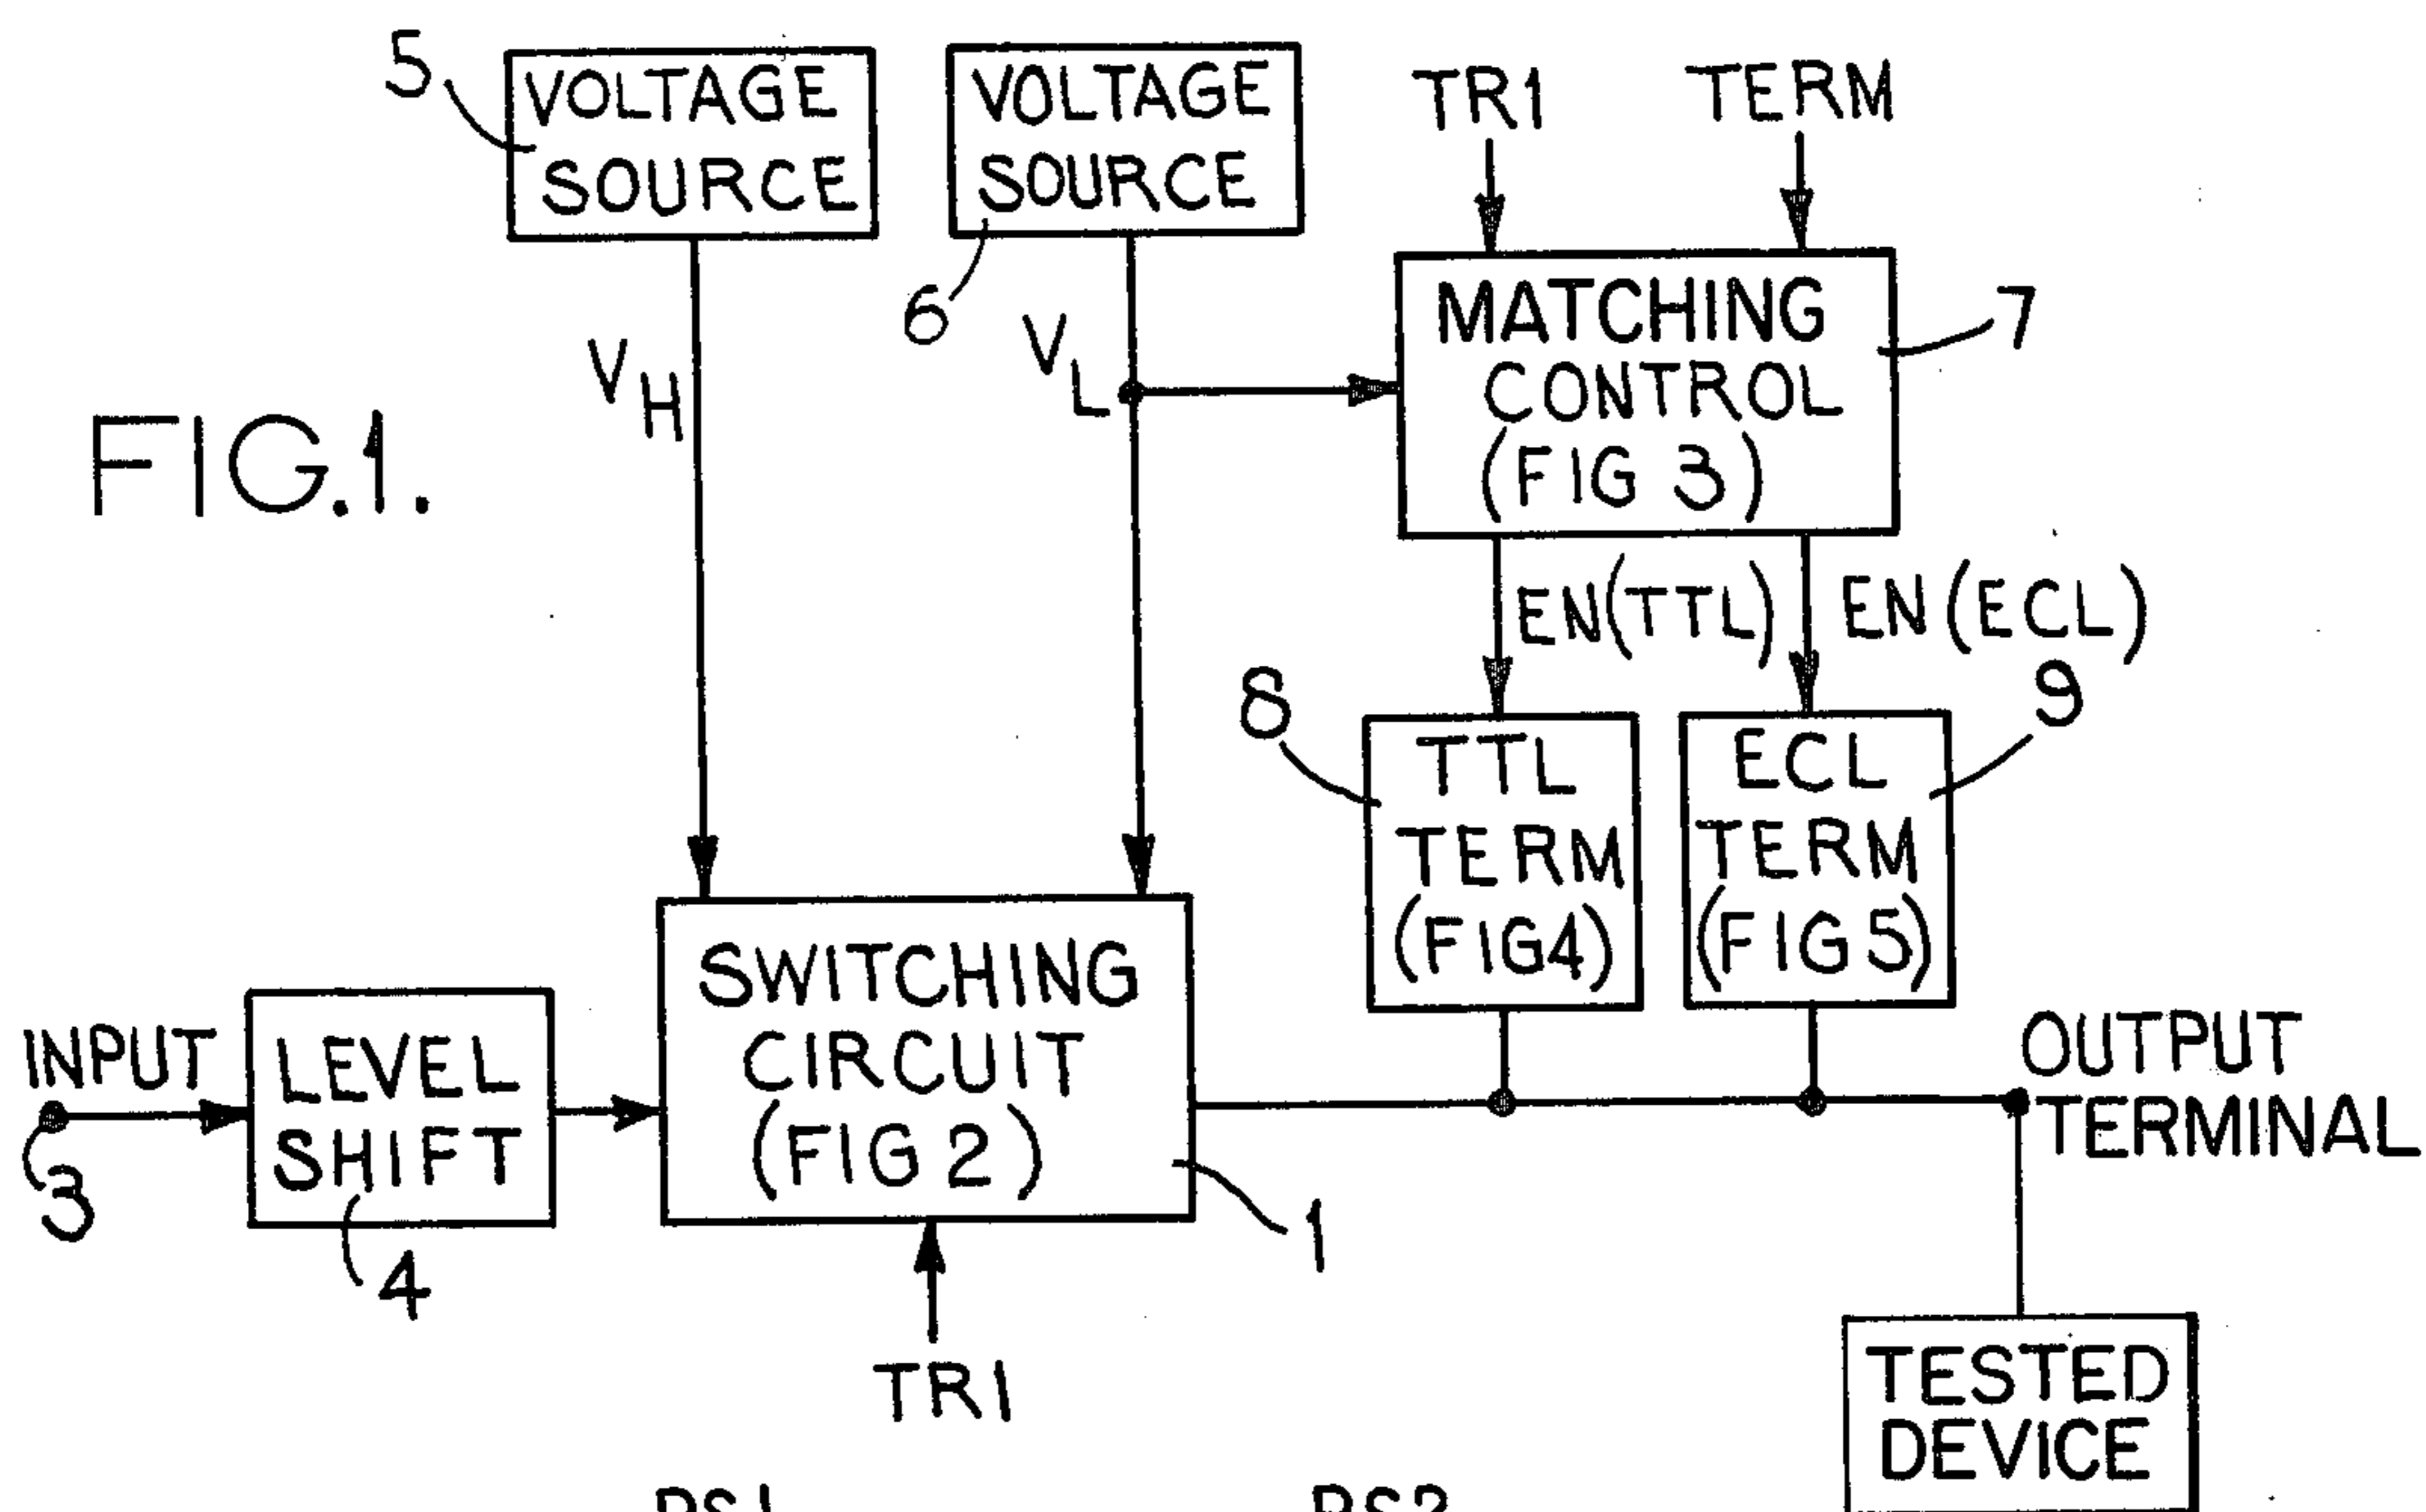 5
VOLTAGE
SOURCE
VOLTAGE
SOURCE
6
TR1
TERM
VH
VL
MATCHING
CONTROL
(FIG 3)
7
FIG.1.
EN(TTL)
EN(ECL)
8
TTL
TERM
(FIG4)
ECL
TERM
(FIG5)
9
INPUT
3
LEVEL
SHIFT
4
SWITCHING
CIRCUIT
(FIG 2)
1
TR1
OUTPUT
TERMINAL
TESTED
DEVICE